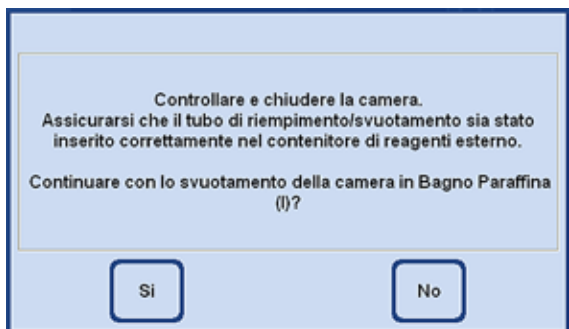 Controllare e chiudere la camera.
Assicurarsi che il tubo di riempimento/svuotamento sia stato
inserito correttamente nel contenitore di reagenti esterno.
Continuare con lo svuotamento della camera in Bagno Paraffina
(I)?
Si
No